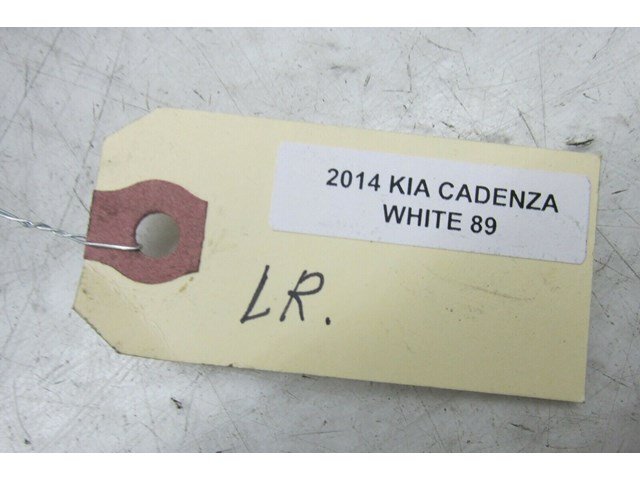 2014 KIA CADENZA
WHITE 89
LR.